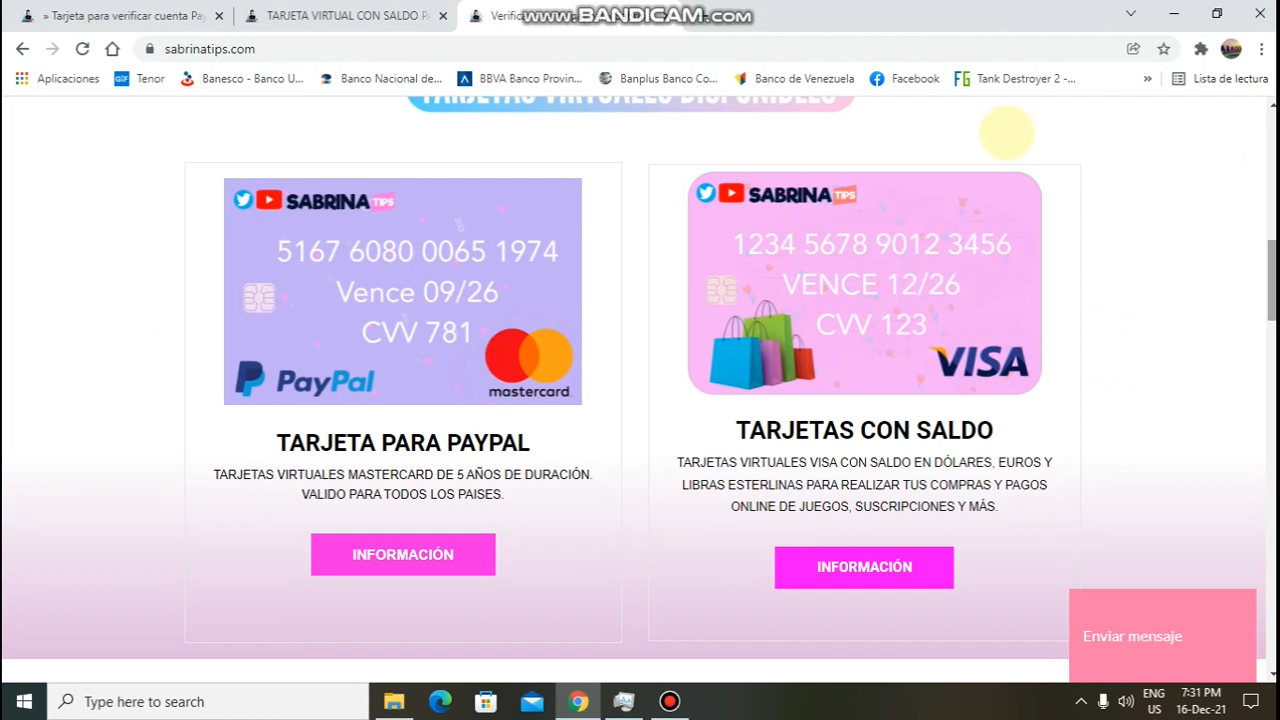 » Tarjeta para verificar cuenta Pay
TARJETA VIRTUAL CON SALDO P
Verific
www.BANDICAM.com
sabrinatips.com
Aplicaciones
GIF Tenor
Banesco - Banco U...
Banco Nacional de...
BBVA Banco Provin...
Banplus Banco Co...
Banco de Venezuela
Facebook
FG Tank Destroyer 2 -...
»
Lista de lectura
TARJETAS VIRTUALES DISPONIBLES
SABRINA TIPS
5167 6080 0065 1974
Vence 09/26
CVV 781
PayPal
mastercard
TARJETA PARA PAYPAL
TARJETAS VIRTUALES MASTERCARD DE 5 AÑOS DE DURACIÓN.
VALIDO PARA TODOS LOS PAISES.
INFORMACIÓN
SABRINA TIPS
1234 5678 9012 3456
VENCE 12/26
CVV 123
VISA
TARJETAS CON SALDO
TARJETAS VIRTUALES VISA CON SALDO EN DÓLARES, EUROS Y
LIBRAS ESTERLINAS PARA REALIZAR TUS COMPRAS Y PAGOS
ONLINE DE JUEGOS, SUSCRIPCIONES Y MÁS.
INFORMACIÓN
Enviar mensaje
Type here to search
ENG
US
7:31 PM
16-Dec-21